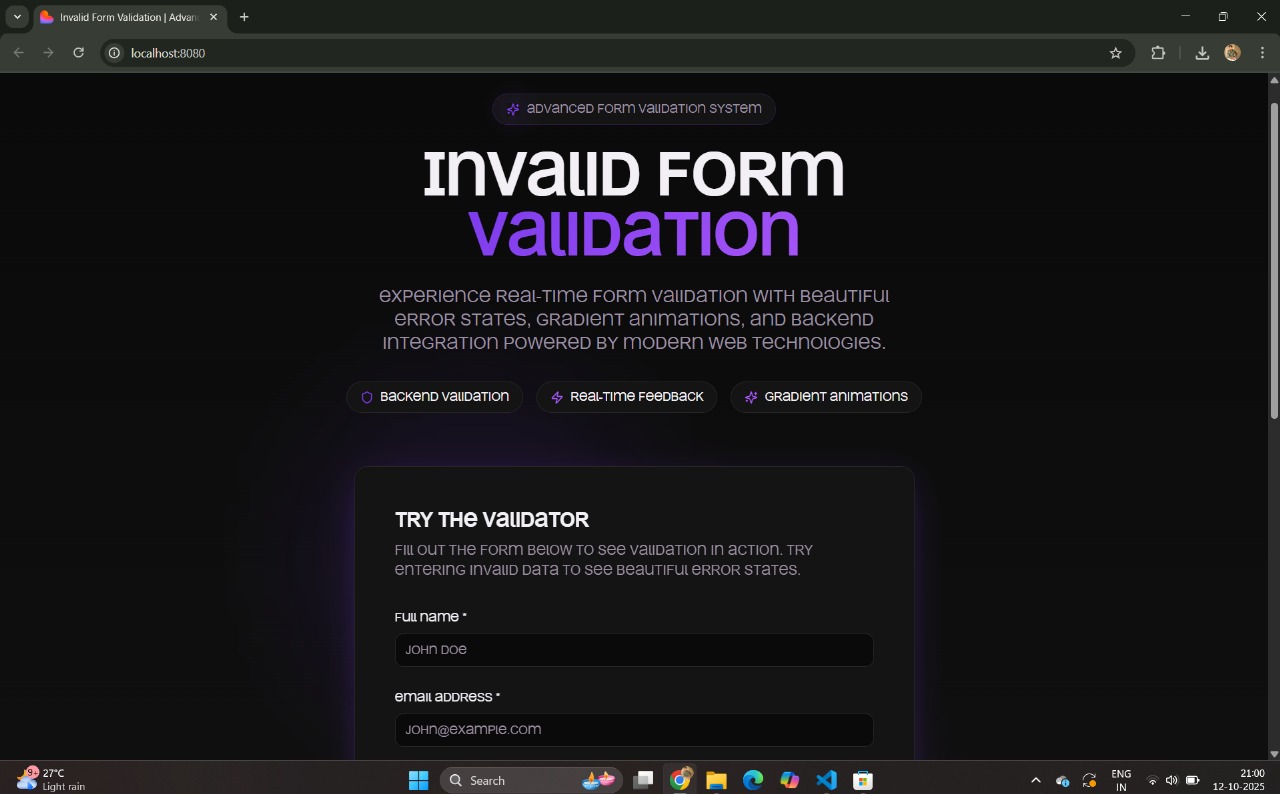 Invalid Form Validation | Advan
localhost:8080
Advanced Form Validation System
Invalid Form
Validation
Experience real-time form validation with beautiful
error states, gradient animations, and backend
integration powered by modern web technologies.
Backend Validation
Real-time Feedback
Gradient Animations
Try the Validator
Fill out the form below to see validation in action. Try
entering invalid data to see beautiful error states.
Full Name *
John Doe
Email Address *
john@example.com
9+
27°C
Light rain
Search
ENG
IN
21:00
12-10-2025